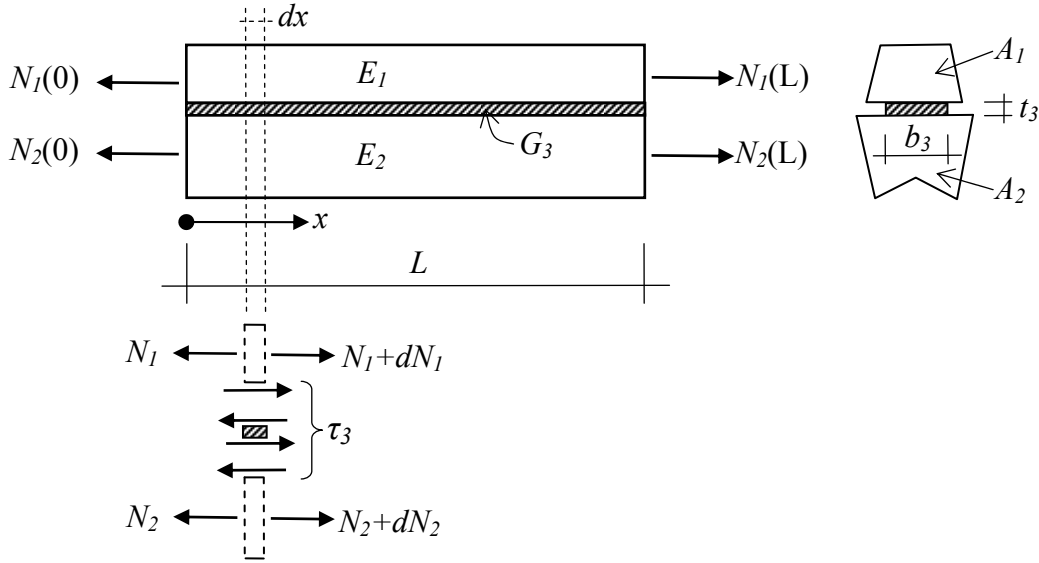 dx
N₁(0)
E₁
N₁(L)
A₁
t₃
N₂(0)
E₂
G₃
N₂(L)
b₃
A₂
x
L
N₁
N₁+dN₁
τ₃
N₂
N₂+dN₂